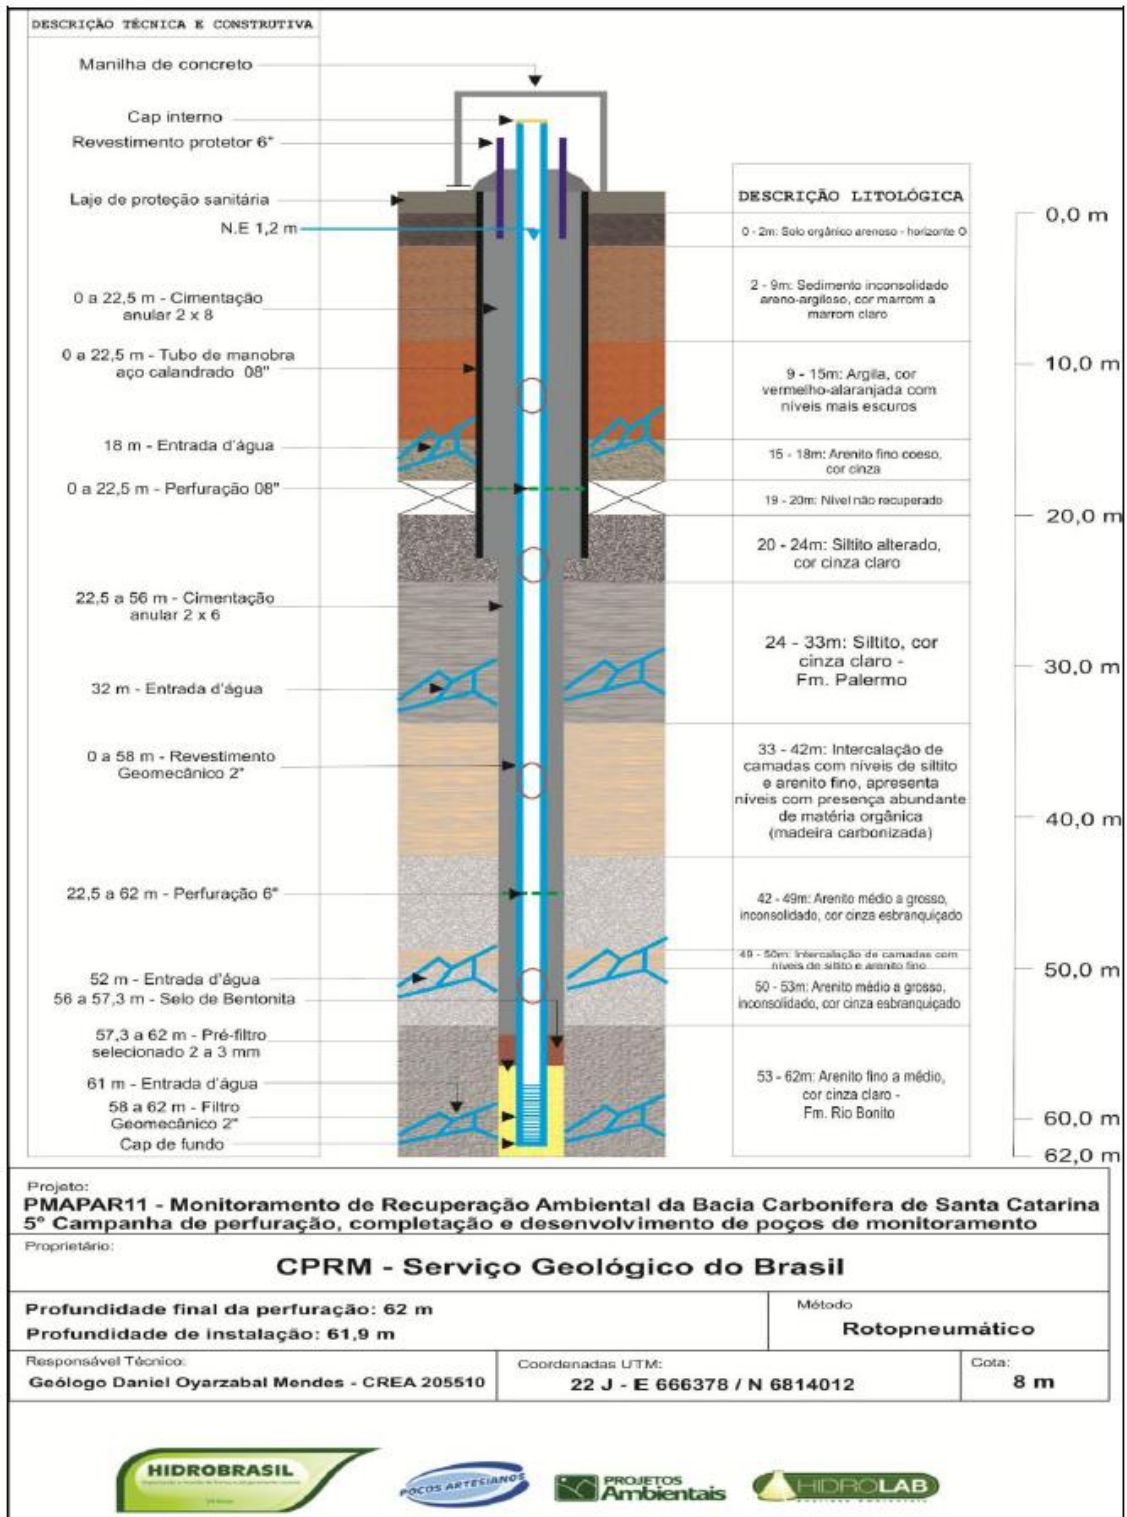 DESCRIÇÃO TÉCNICA E CONSTRUTIVA
Manilha de concreto
Cap interno
Revestimento protetor 6"
Laje de proteção sanitária
N.E 1,2 m
0 a 22,5 m - Cimentação
anular 2 x 8
0 a 22,5 m - Tubo de manobra
aço calandrado 08"
18 m - Entrada d'água
0 a 22,5 m - Perfuração 08"
22,5 a 56 m - Cimentação
anular 2 x 6
32 m - Entrada d'água
0 a 58 m - Revestimento
Geomecânico 2"
22,5 a 62 m - Perfuração 6"
52 m - Entrada d'água
56 a 57,3 m - Selo de Bentonita
57,3 a 62 m - Pré-filtro
selecionado 2 a 3 mm
61 m - Entrada d'água
58 a 62 m - Filtro
Geomecânico 2"
Cap de fundo
DESCRIÇÃO LITOLÓGICA
0 - 2m: Solo orgânico arenoso - horizonte O
2 - 9m: Sedimento inconsolidado
areno-argiloso, cor marrom a
marrom claro
9 - 15m: Argila, cor
vermelho-alaranjada com
níveis mais escuros
15 - 18m: Arenito fino coeso,
cor cinza
19 - 20m: Nível não recuperado
20 - 24m: Siltito alterado,
cor cinza claro
24 - 33m: Siltito, cor
cinza claro -
Fm. Palermo
33 - 42m: Intercalação de
camadas com níveis de siltito
e arenito fino, apresenta
níveis com presença abundante
de matéria orgânica
(madeira carbonizada)
42 - 49m: Arenito médio a grosso,
inconsolidado, cor cinza esbranquiçado
49 - 50m: Intercalação de camadas com
níveis de siltito e arenito fino
50 - 53m: Arenito médio a grosso,
inconsolidado, cor cinza esbranquiçado
53 - 62m: Arenito fino a médio,
cor cinza claro -
Fm. Rio Bonito
0,0 m
10,0 m
20,0 m
30,0 m
40,0 m
50,0 m
60,0 m
62,0 m
Projeto:
PMAPAR11 - Monitoramento de Recuperação Ambiental da Bacia Carbonífera de Santa Catarina
5º Campanha de perfuração, completação e desenvolvimento de poços de monitoramento
Proprietário:
CPRM - Serviço Geológico do Brasil
Profundidade final da perfuração: 62 m
Profundidade de instalação: 61,9 m
Método
Rotopneumático
Responsável Técnico:
Geólogo Daniel Oyarzabal Mendes - CREA 205510
Coordenadas UTM:
22 J - E 666378 / N 6814012
Cota:
8 m
HIDROBRASIL
POÇOS ARTESIANOS
PROJETOS
Ambientais
HIDROLAB